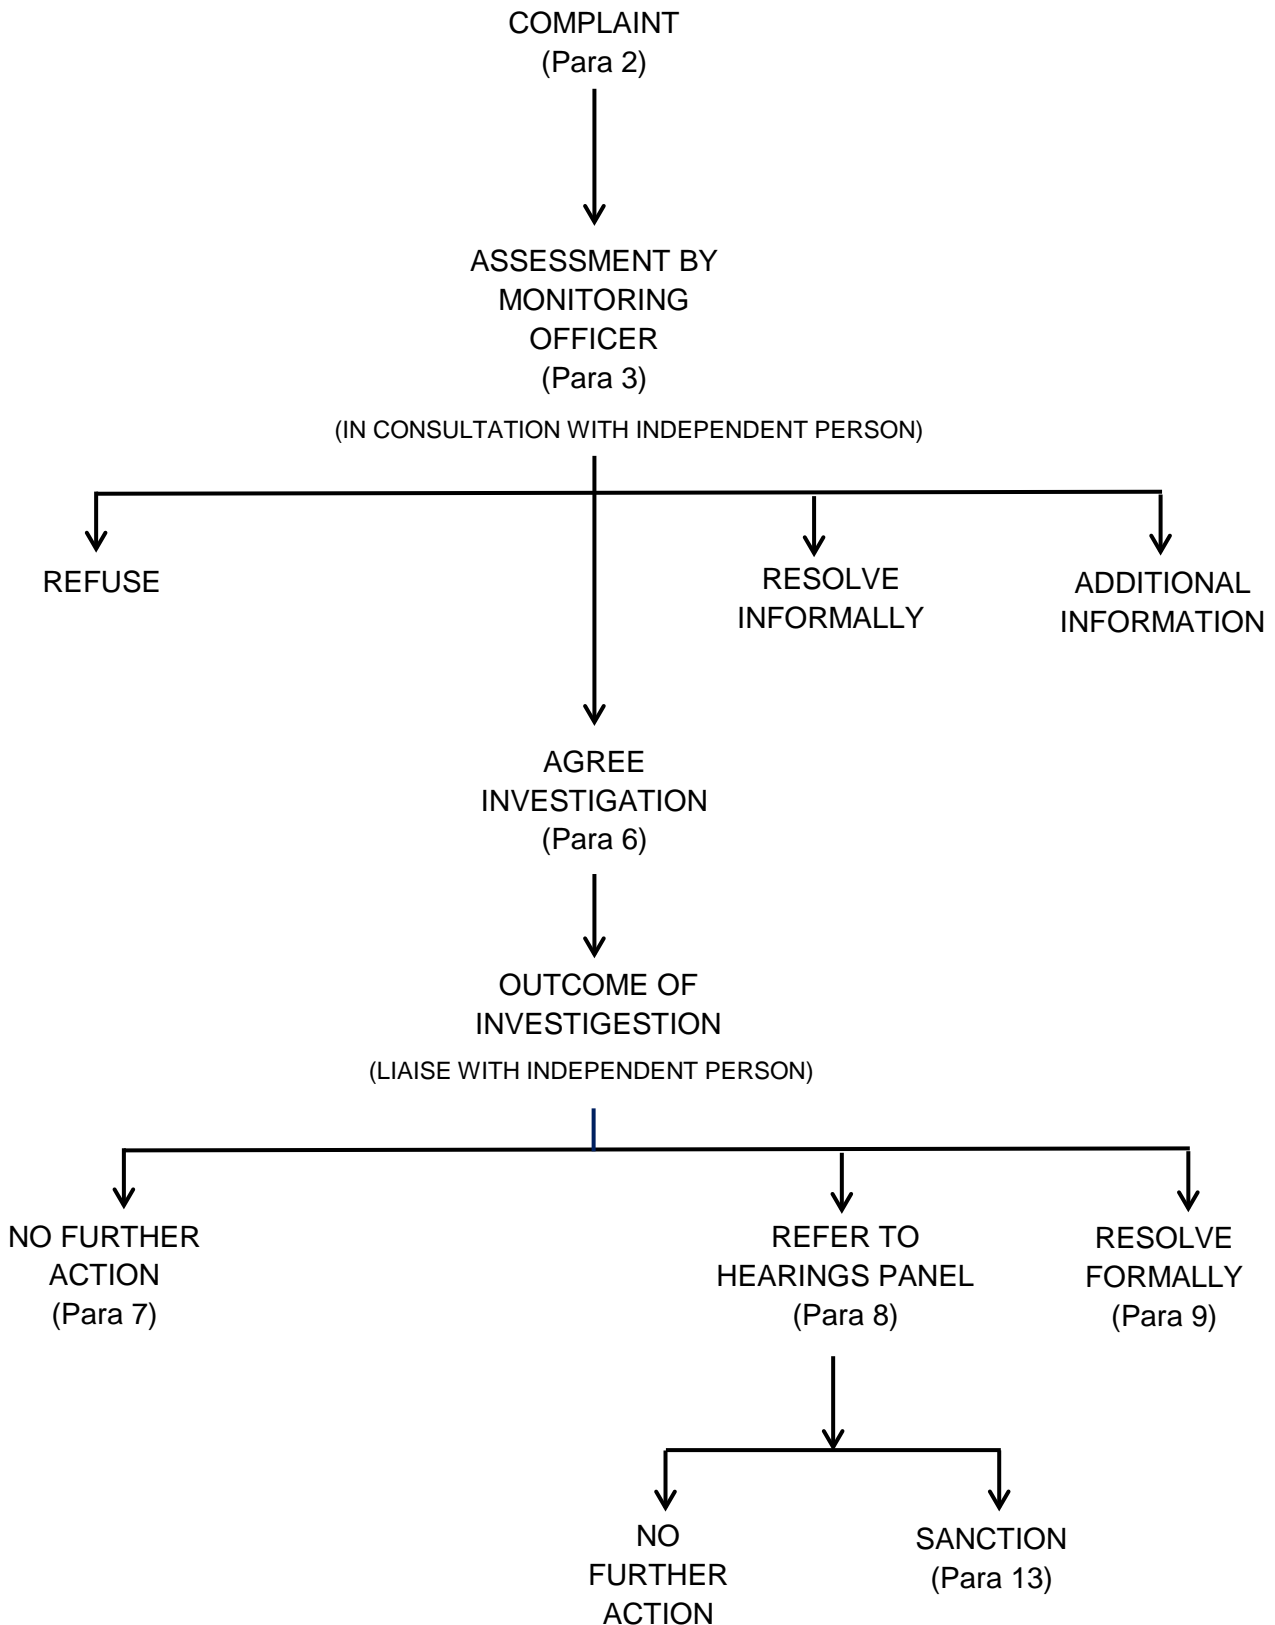 COMPLAINT
(Para 2)
ASSESSMENT BY
MONITORING
OFFICER
(Para 3)
(IN CONSULTATION WITH INDEPENDENT PERSON)
REFUSE
RESOLVE
INFORMALLY
ADDITIONAL
INFORMATION
AGREE
INVESTIGATION
(Para 6)
OUTCOME OF
INVESTIGESTION
(LIAISE WITH INDEPENDENT PERSON)
NO FURTHER
ACTION
(Para 7)
REFER TO
HEARINGS PANEL
(Para 8)
RESOLVE
FORMALLY
(Para 9)
NO
FURTHER
ACTION
SANCTION
(Para 13)